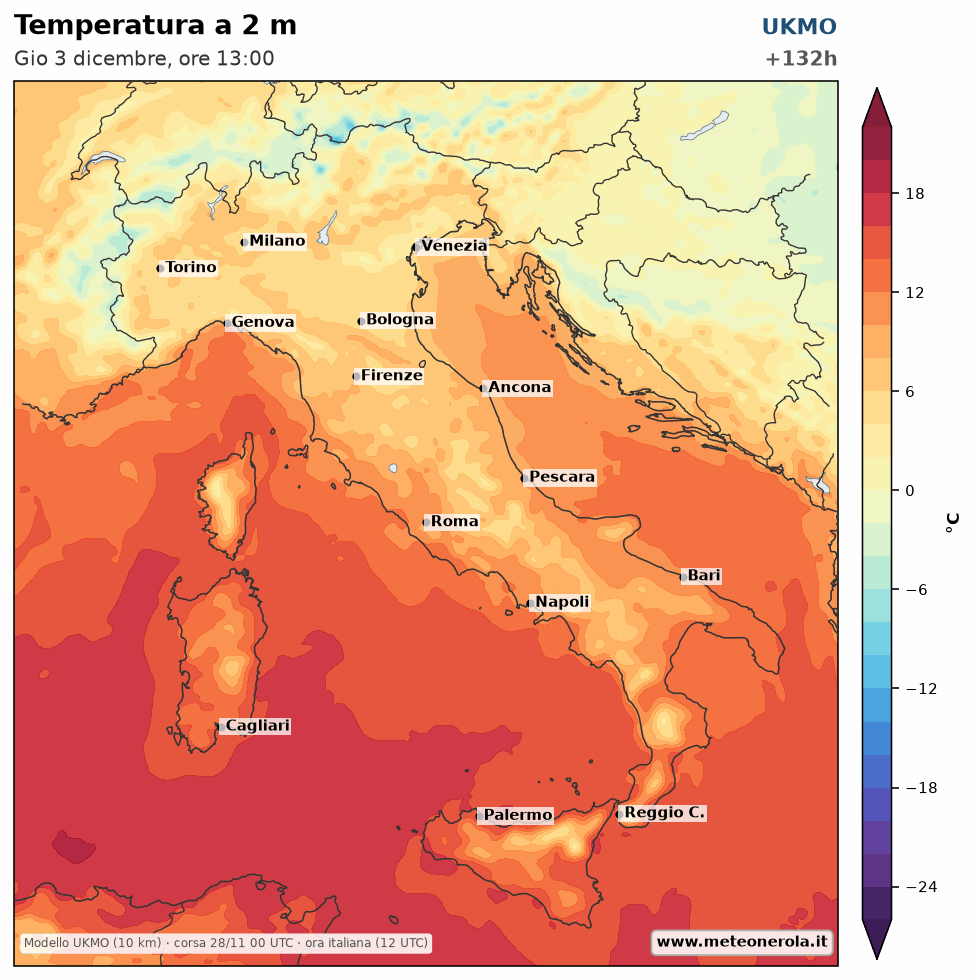 Temperatura a 2 m
UKMO
Gio 3 dicembre, ore 13:00
+132h
Milano
Venezia
Torino
Genova
Bologna
Firenze
Ancona
Pescara
Roma
Bari
Napoli
Cagliari
Palermo
Reggio C.
18
12
6
0
−6
−12
−18
−24
°C
Modello UKMO (10 km) · corsa 28/11 00 UTC · ora italiana (12 UTC)
www.meteonerola.it